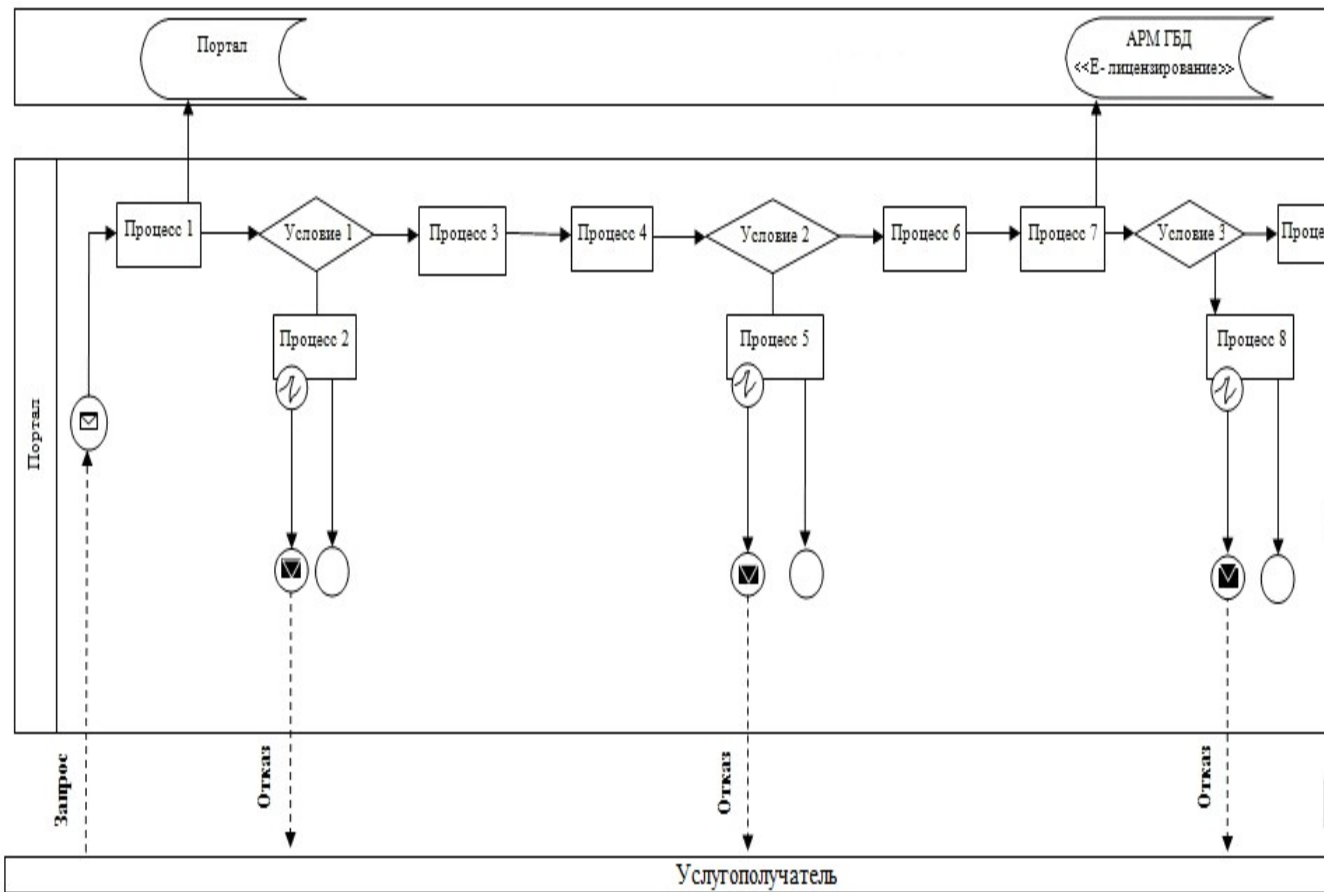 Портал
АРМ ГБД
<<Е- лицензирование>>
Портал
Процесс 1
Условие 1
Процесс 3
Процесс 4
Условие 2
Процесс 6
Процесс 7
Условие 3
Проце
Процесс 2
Процесс 5
Процесс 8
Запрос
Отказ
Отказ
Отказ
Услугополучатель